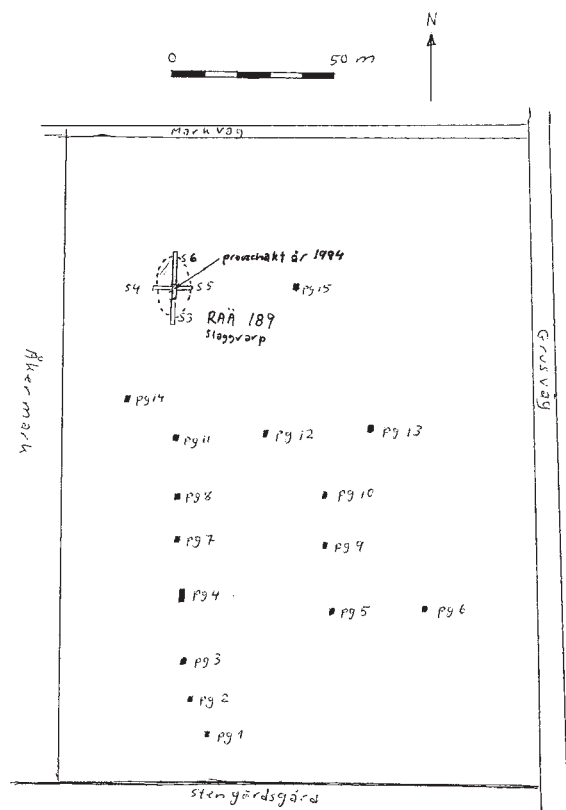 N
0 50 m
Markväg
S6
provschakt år 1984
S4
S5
pg 15
S3
RAÄ 189
Slaggvarp
Åkermark
Grusväg
pg 14
pg 11
pg 12
pg 13
pg 8
pg 10
pg 7
pg 9
pg 4
pg 5
pg 6
pg 3
pg 2
pg 1
Stengärdsgård